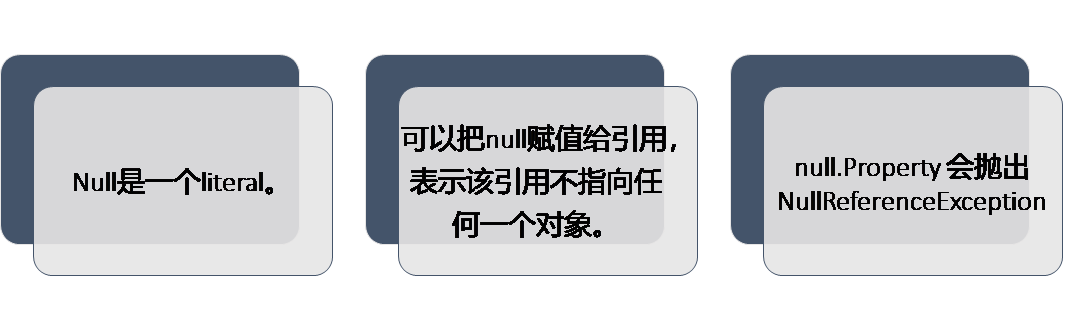 Null是一个literal。
可以把null赋值给引用，
表示该引用不指向任
何一个对象。
null.Property 会抛出
NullReferenceException